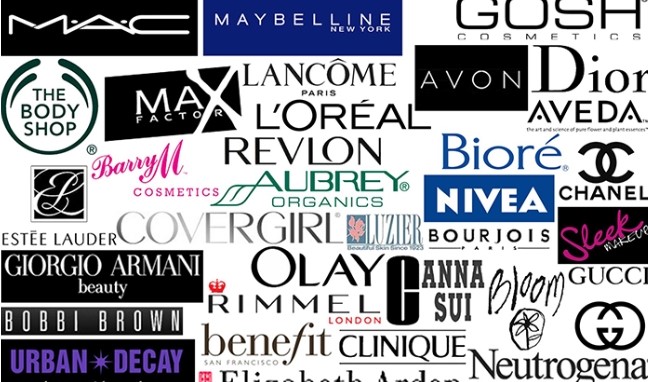 M·A·C
MAYBELLINE
NEW YORK
GOSH
COSMETICS
THE
BODY
SHOP
®
MAX
FACTOR
LANCÔME
PARIS
L'ORÉAL
AVON
Dior
AVEDA
the art and science of pure flower and plant essences
REVLON
Bioré®
CHANEL
Barry M
COSMETICS
AUBREY®
ORGANICS
NIVEA
EL
ESTĒE LAUDER
COVERGIRL®
LUZIER
Beautiful Skin Since 1923
BOURJOIS
PARIS
Sleek
MAKEUP
GIORGIO ARMANI
beauty
OLAY
RIMMEL
LONDON
ANNA
SUI
Bloom
GUCCI
BOBBI BROWN
benefit
SAN FRANCISCO
CLINIQUE
URBAN DECAY
Elizabeth Arden
Neutrogena